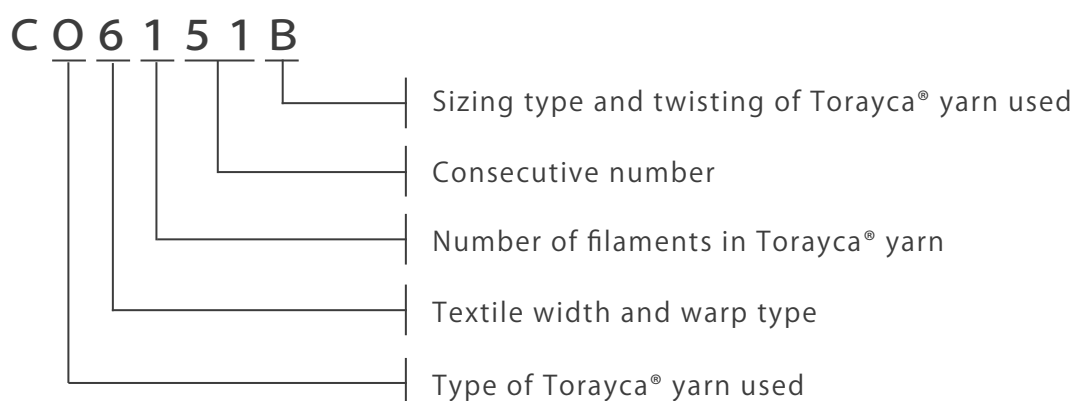 C O 6 1 5 1 B
Sizing type and twisting of Torayca® yarn used
Consecutive number
Number of filaments in Torayca® yarn
Textile width and warp type
Type of Torayca® yarn used